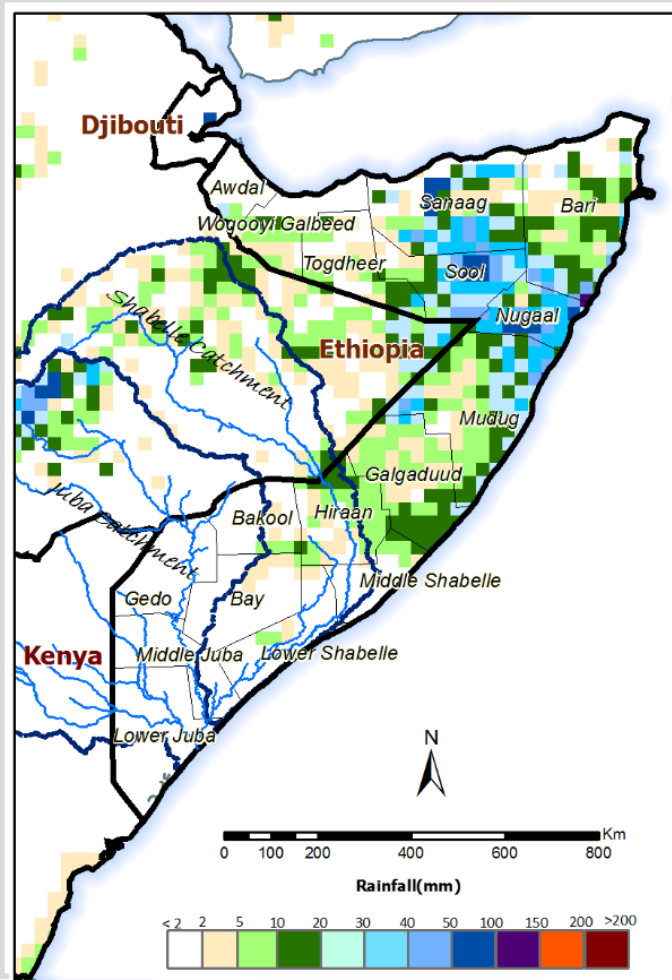 Djibouti
Awdal
Sanaag
Bari
Woqooyi Galbeed
Togdheer
Sool
Nugaal
Shabelle Catchment
Ethiopia
Mudug
Galgaduud
Juba Catchment
Bakool
Hiraan
Middle Shabelle
Gedo
Bay
Kenya
Middle Juba
Lower Shabelle
Lower Juba
N
Km
0 100 200 400 600 800
Rainfall(mm)
< 2 2 5 10 20 30 40 50 100 150 200 >200